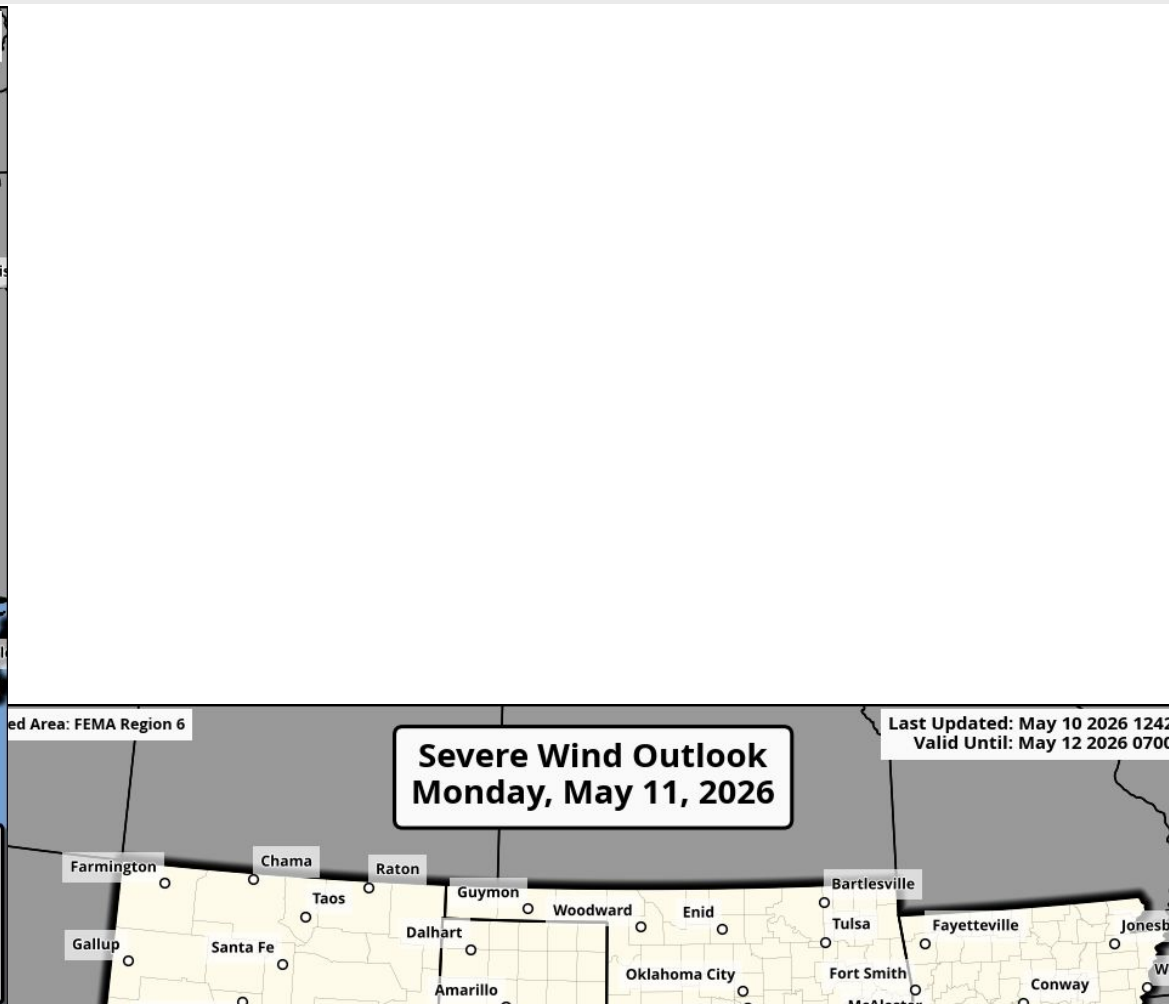 ed Area: FEMA Region 6
Severe Wind Outlook
Monday, May 11, 2026
Last Updated: May 10 2026 1242
Valid Until: May 12 2026 0700
Farmington
Chama
Raton
Guymon
Bartlesville
Taos
Woodward
Enid
Tulsa
Fayetteville
Jonesb
Dalhart
Gallup
Santa Fe
Oklahoma City
Fort Smith
Amarillo
Conway
McAlester